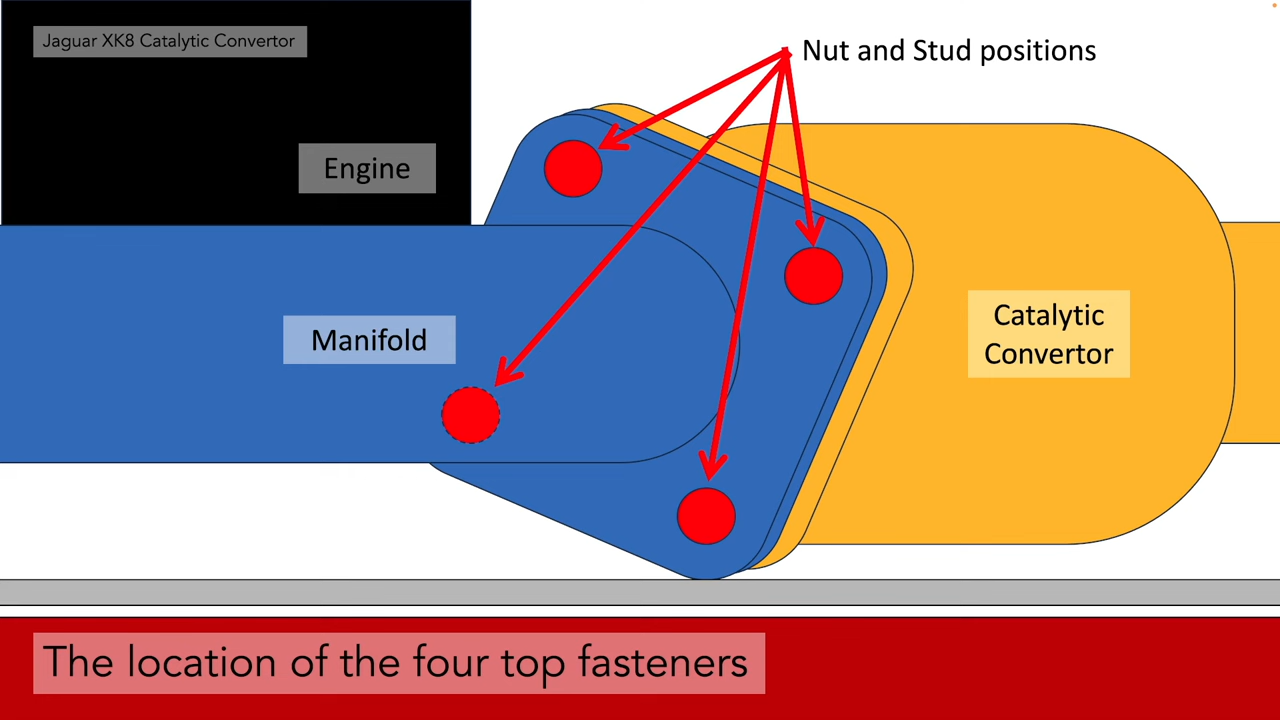 Jaguar XK8 Catalytic Convertor
Nut and Stud positions
Engine
Manifold
Catalytic
Convertor
The location of the four top fasteners